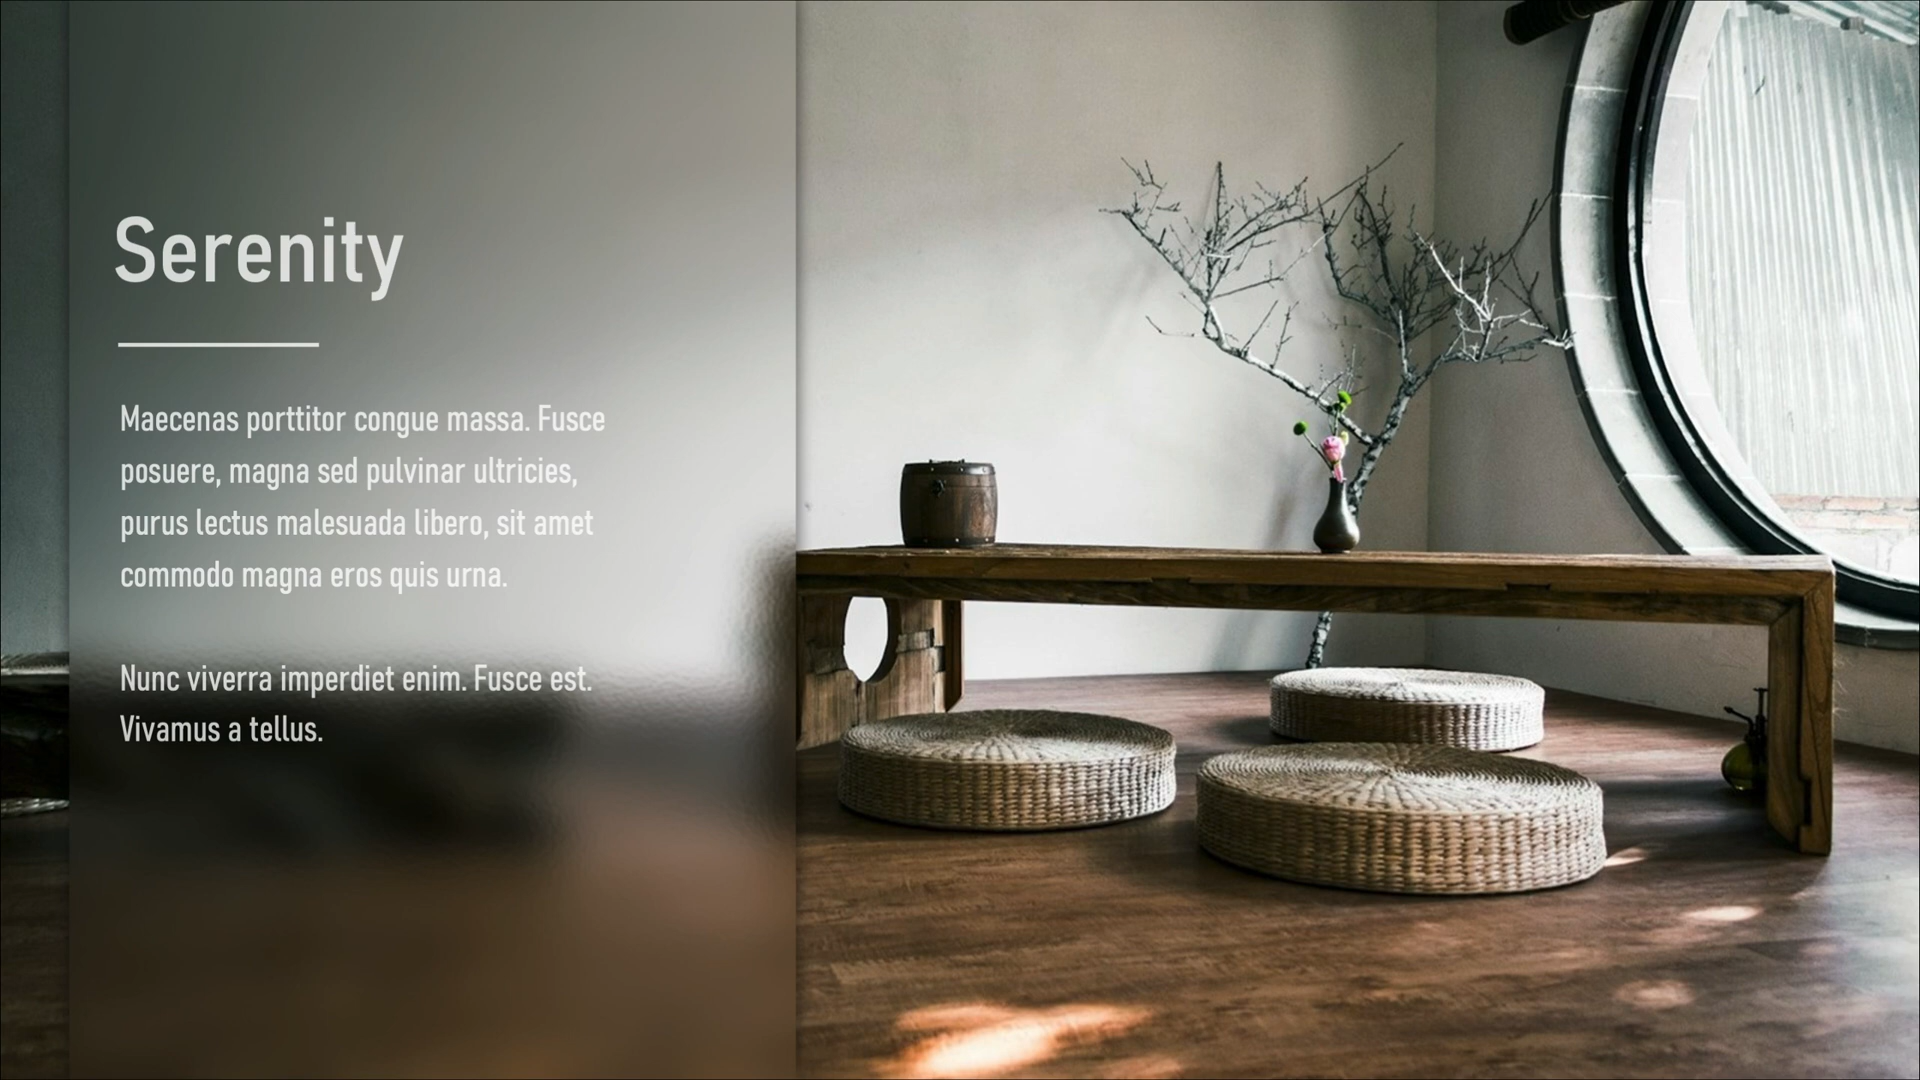 Serenity
Maecenas porttitor congue massa. Fusce
posuere, magna sed pulvinar ultricies,
purus lectus malesuada libero, sit amet
commodo magna eros quis urna.
Nunc viverra imperdiet enim. Fusce est.
Vivamus a tellus.